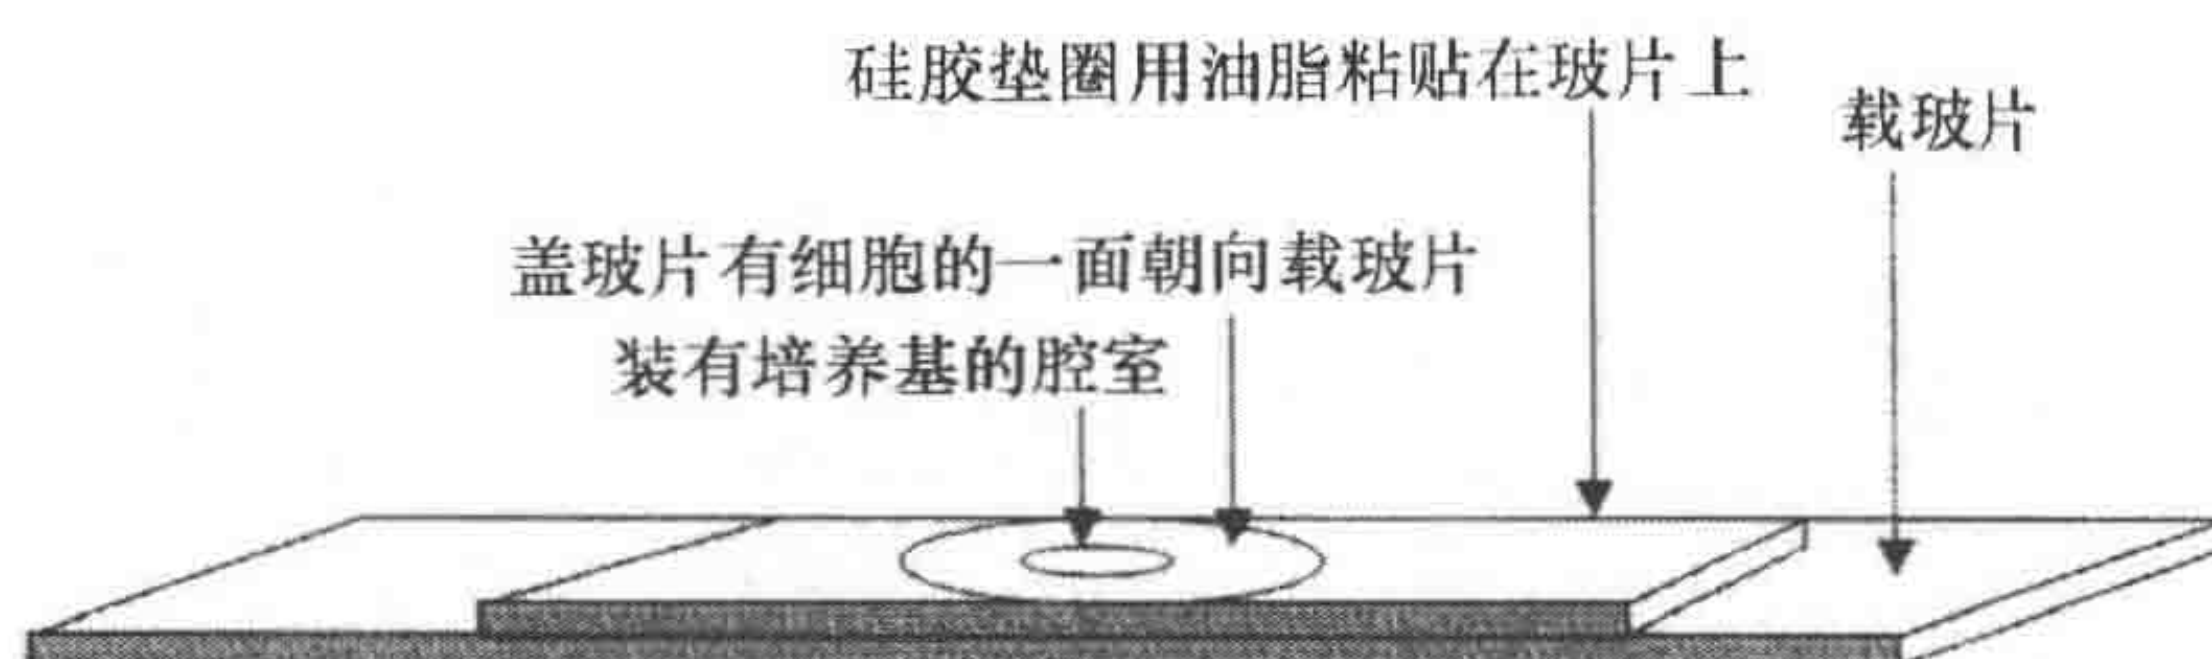 硅胶垫圈用油脂粘贴在玻片上
载玻片
盖玻片有细胞的一面朝向载玻片
装有培养基的腔室